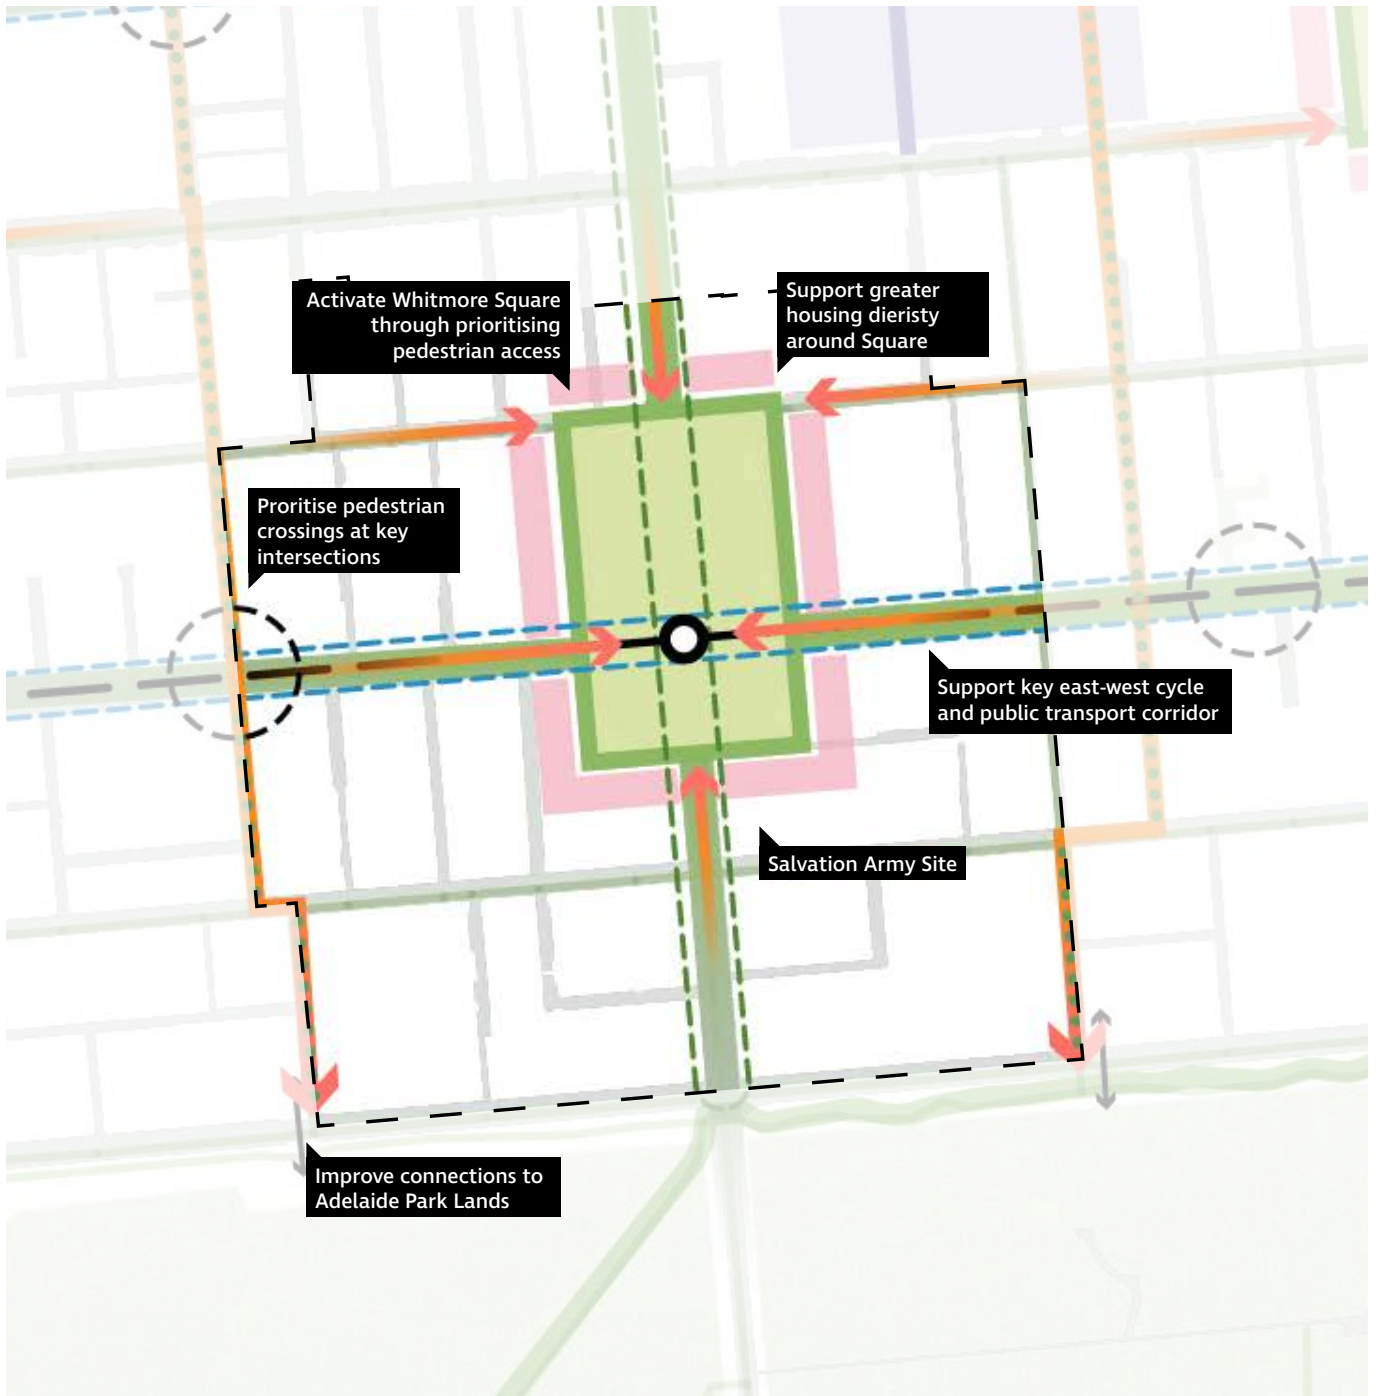 Activate Whitmore Square
through prioritising
pedestrian access
Support greater
housing dieristy
around Square
Proritise pedestrian
crossings at key
intersections
Support key east-west cycle
and public transport corridor
Salvation Army Site
Improve connections to
Adelaide Park Lands